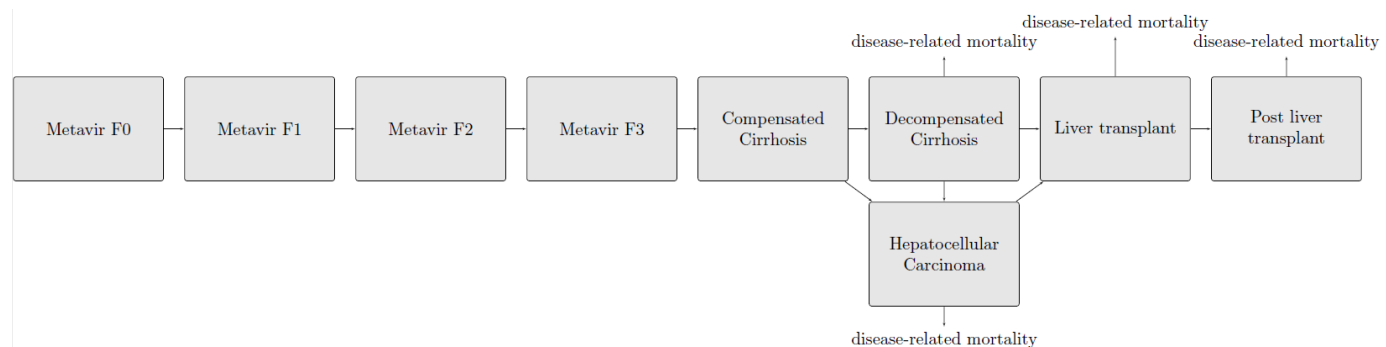 disease-related mortality
disease-related mortality
disease-related mortality
Metavir F0
Metavir F1
Metavir F2
Metavir F3
Compensated
Cirrhosis
Decompensated
Cirrhosis
Liver transplant
Post liver
transplant
Hepatocellular
Carcinoma
disease-related mortality